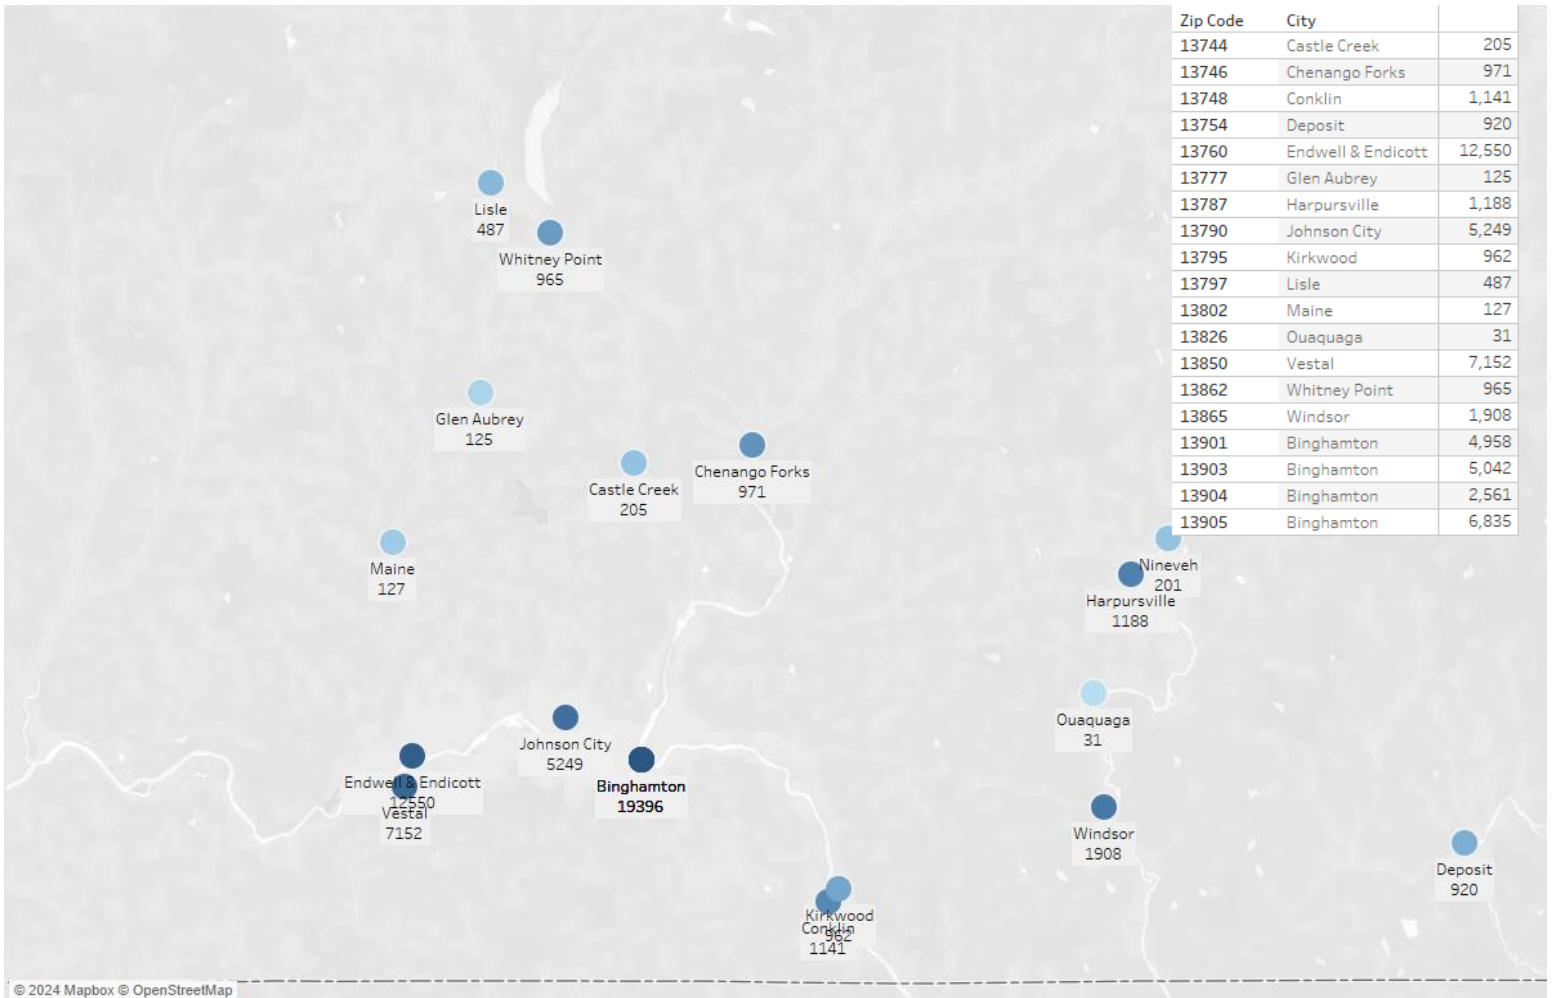 Zip Code City
13744 Castle Creek 205
13746 Chenango Forks 971
13748 Conklin 1,141
13754 Deposit 920
13760 Endwell & Endicott 12,550
13777 Glen Aubrey 125
13787 Harpursville 1,188
13790 Johnson City 5,249
13795 Kirkwood 962
13797 Lisle 487
13802 Maine 127
13826 Ouaquaga 31
13850 Vestal 7,152
13862 Whitney Point 965
13865 Windsor 1,908
13901 Binghamton 4,958
13903 Binghamton 5,042
13904 Binghamton 2,561
13905 Binghamton 6,835
Lisle
487
Whitney Point
965
Glen Aubrey
125
Castle Creek
205
Chenango Forks
971
Maine
127
Nineveh
201
Harpursville
1188
Ouaquaga
31
Johnson City
5249
Endwell & Endicott
12550
Vestal
7152
Binghamton
19396
Windsor
1908
Deposit
920
Kirkwood
962
Conklin
1141
© 2024 Mapbox © OpenStreetMap